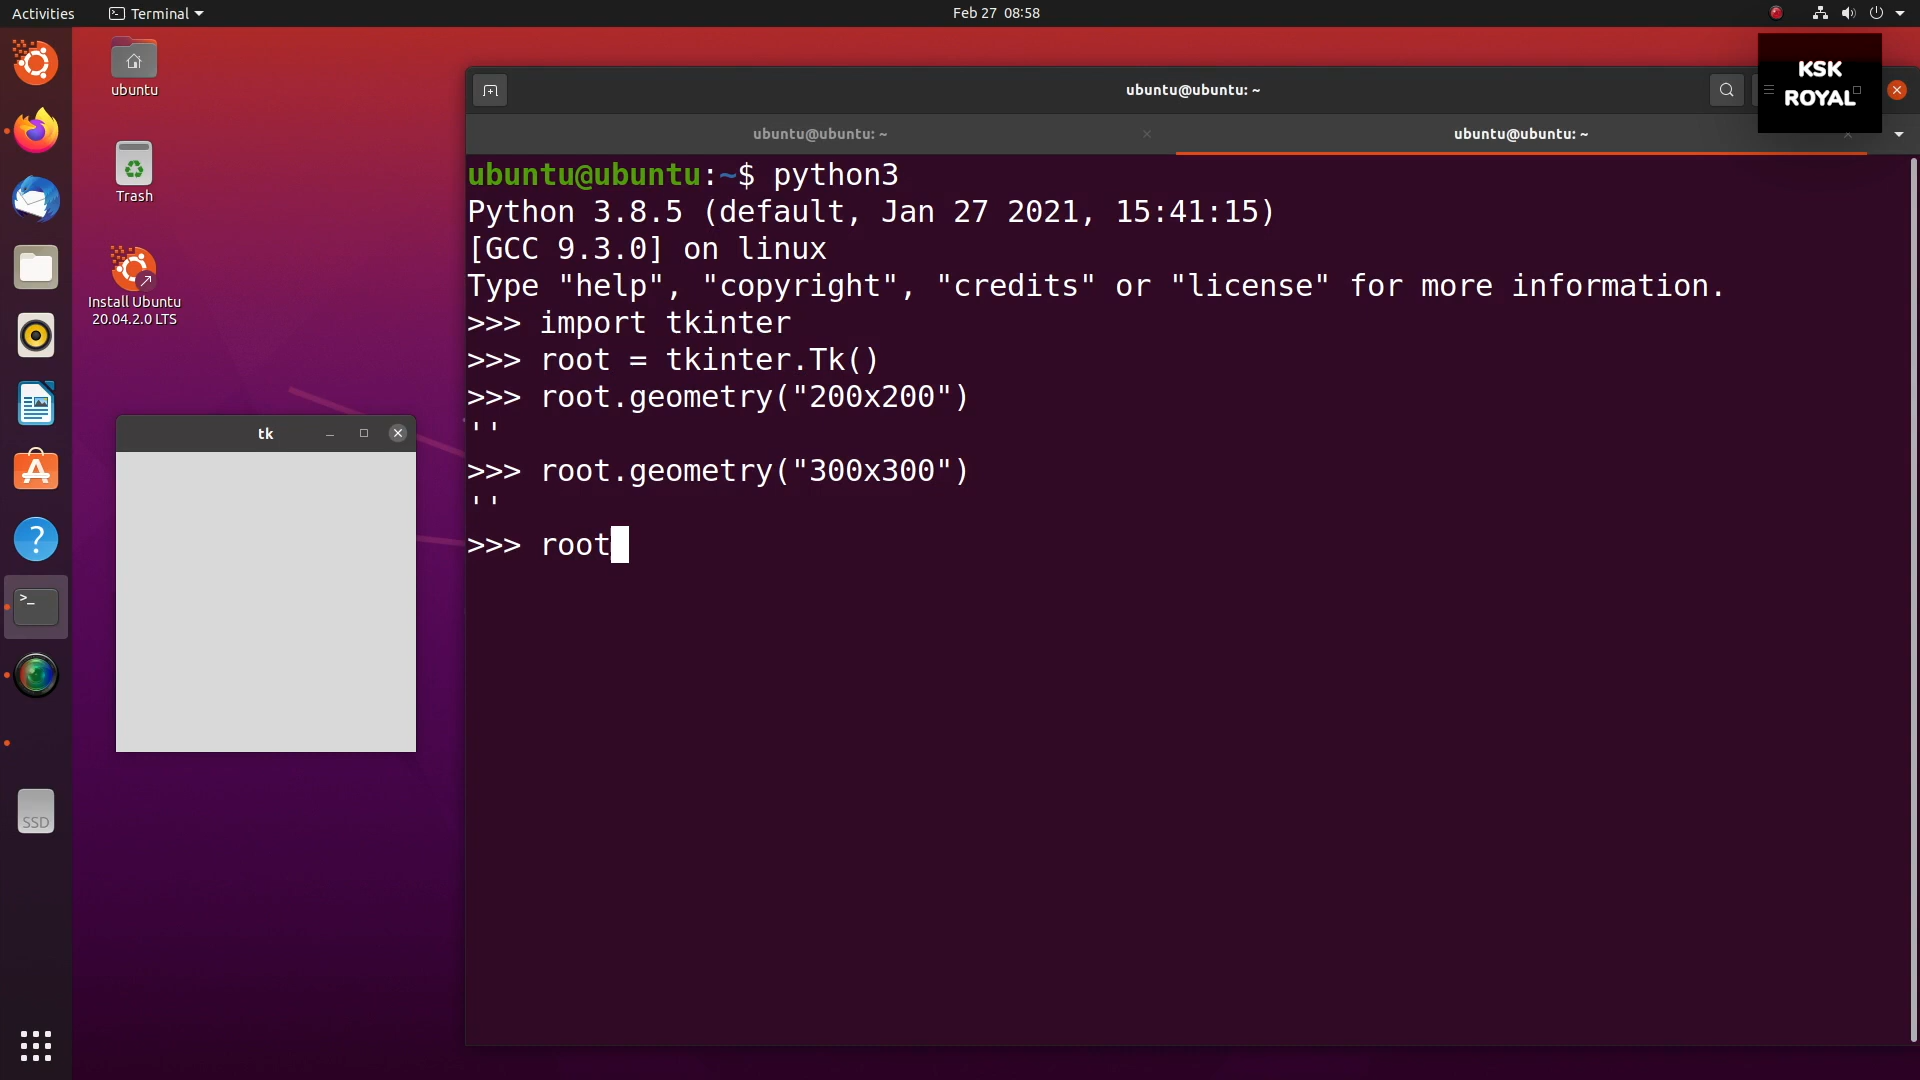 Activities
Terminal
Feb 27 08:58
KSK
ROYAL
ubuntu
Trash
Install Ubuntu
20.04.2.0 LTS
tk
SSD
ubuntu@ubuntu: ~
ubuntu@ubuntu: ~
ubuntu@ubuntu: ~
ubuntu@ubuntu:~$ python3
Python 3.8.5 (default, Jan 27 2021, 15:41:15)
[GCC 9.3.0] on linux
Type "help", "copyright", "credits" or "license" for more information.
>>> import tkinter
>>> root = tkinter.Tk()
>>> root.geometry("200x200")
''
>>> root.geometry("300x300")
''
>>> root